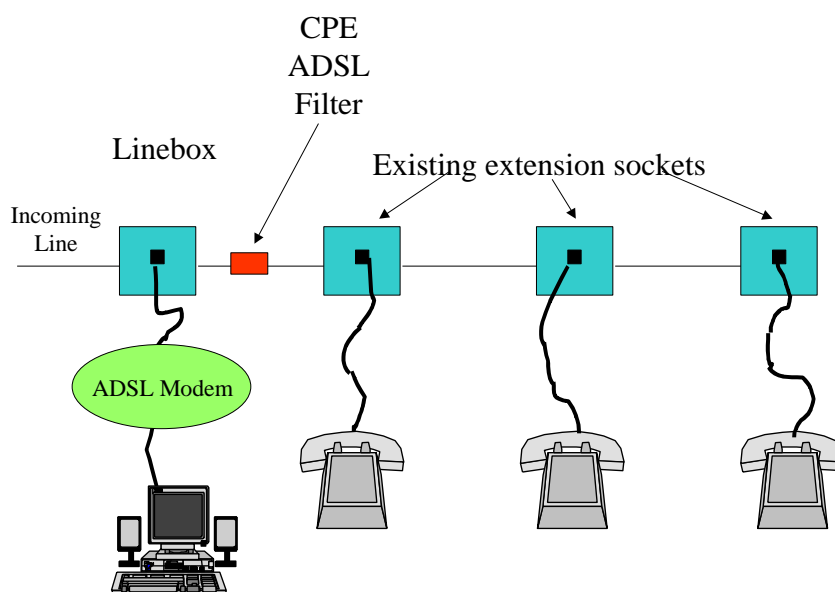 CPE
ADSL
Filter
Linebox
Existing extension sockets
Incoming
Line
ADSL Modem